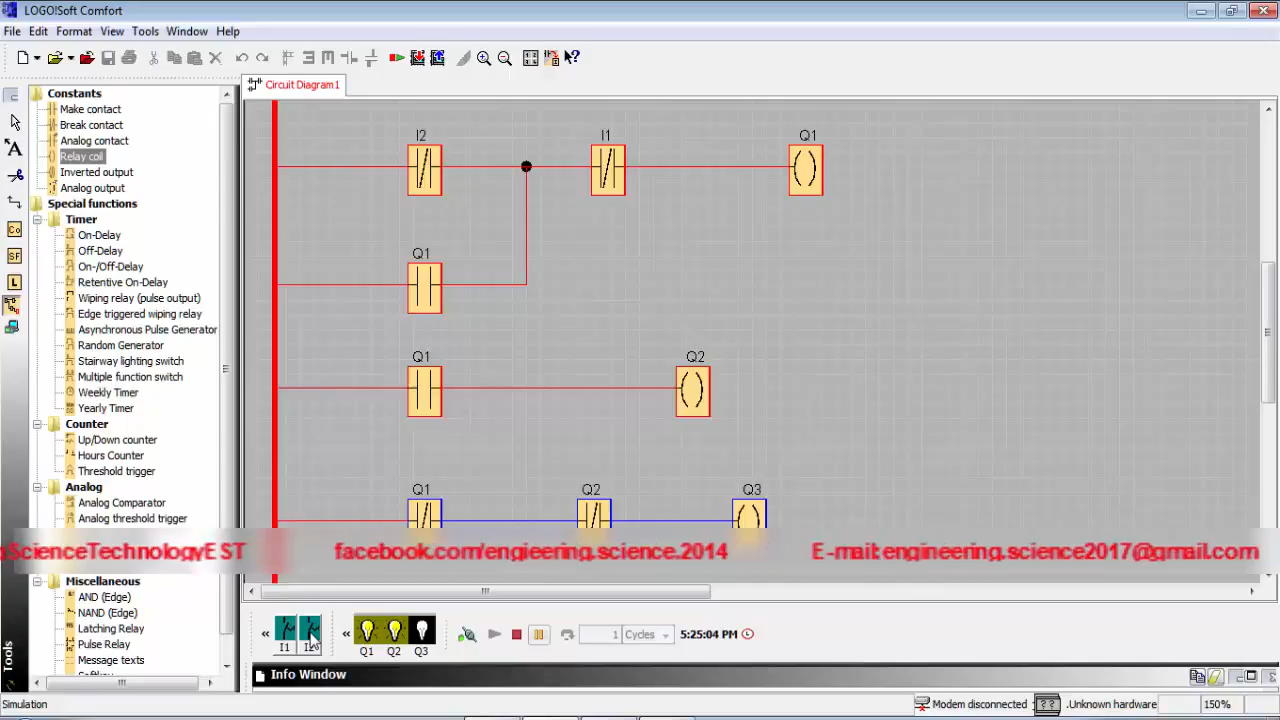 LOGO!Soft Comfort
File Edit Format View Tools Window Help
Circuit Diagram1
Constants
Make contact
Break contact
Analog contact
Relay coil
Inverted output
Analog output
Special functions
Timer
On-Delay
Off-Delay
On-/Off-Delay
Retentive On-Delay
Wiping relay (pulse output)
Edge triggered wiping relay
Asynchronous Pulse Generator
Random Generator
Stairway lighting switch
Multiple function switch
Weekly Timer
Yearly Timer
Counter
Up/Down counter
Hours Counter
Threshold trigger
Analog
Analog Comparator
Analog threshold trigger
Miscellaneous
AND (Edge)
NAND (Edge)
Latching Relay
Pulse Relay
Message texts
Co
SF
L
Tools
I2 I1 Q1
Q1
Q1 Q2
Q1 Q2 Q3
gScienceTechnologyEST facebook.com/engieering.science.2014 E-mail:engineering.science2017@gmail.com
I1 Q1 Q2 Q3
1 Cycles 5:25:04 PM
Info Window
Simulation Modem disconnected ?? .Unknown hardware 150%